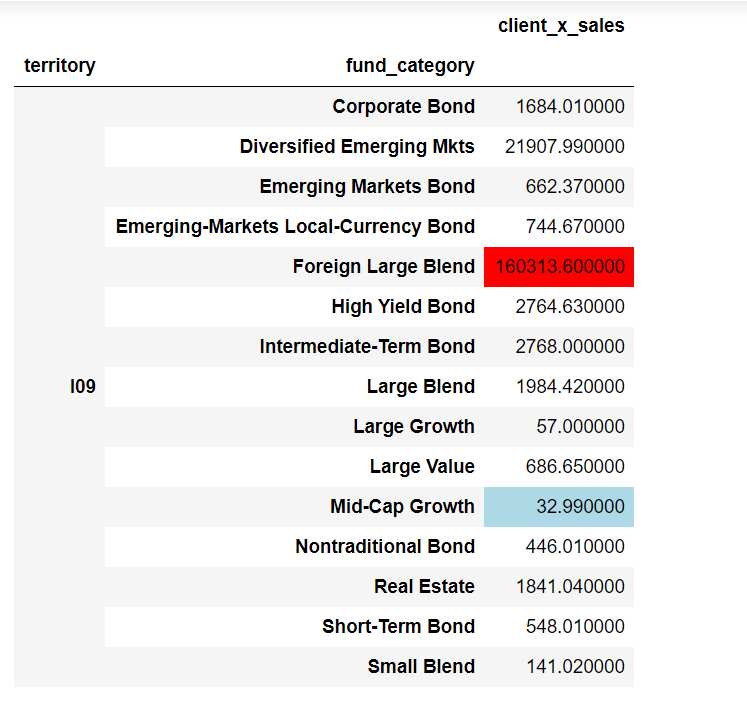 client_x_sales
territory fund_category
Corporate Bond 1684.010000
Diversified Emerging Mkts 21907.990000
Emerging Markets Bond 662.370000
Emerging-Markets Local-Currency Bond 744.670000
Foreign Large Blend 160313.600000
High Yield Bond 2764.630000
Intermediate-Term Bond 2768.000000
I09 Large Blend 1984.420000
Large Growth 57.000000
Large Value 686.650000
Mid-Cap Growth 32.990000
Nontraditional Bond 446.010000
Real Estate 1841.040000
Short-Term Bond 548.010000
Small Blend 141.020000